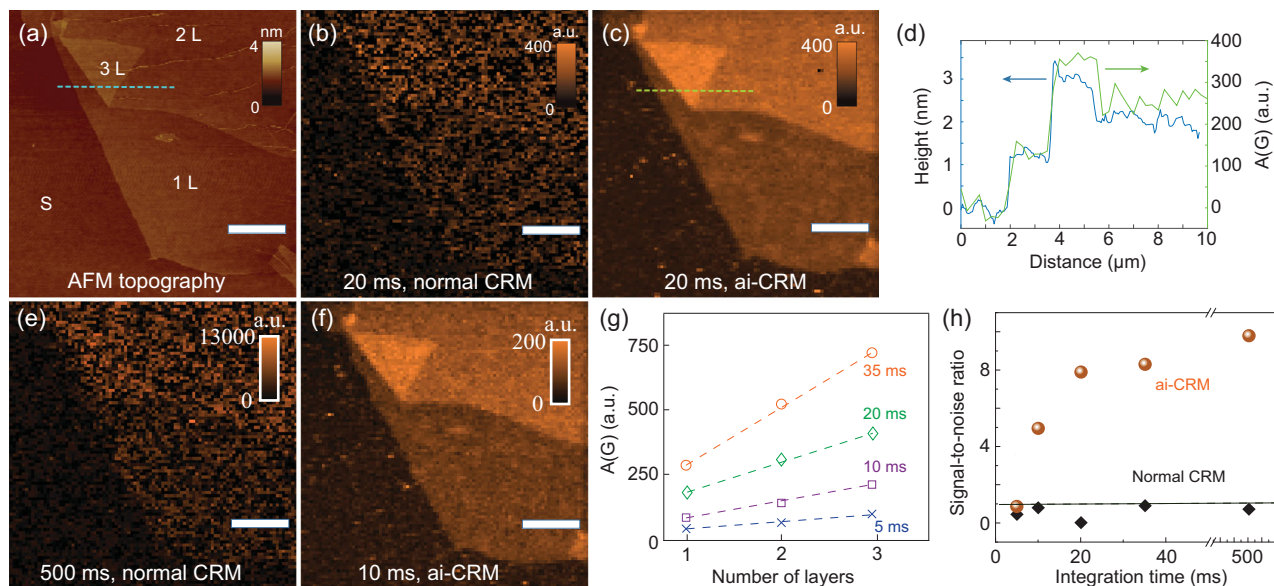 (a)
nm
4
0
2 L
3 L
1 L
S
AFM topography
(b)
a.u.
400
0
20 ms, normal CRM
(c)
a.u.
400
0
20 ms, ai-CRM
(d)
Height (nm)
3
2
1
0
400
300
200
100
0
A(G) (a.u.)
0 2 4 6 8 10
Distance (µm)
(e)
a.u.
13000
0
500 ms, normal CRM
(f)
a.u.
200
0
10 ms, ai-CRM
(g)
A(G) (a.u.)
750
500
250
0
35 ms
20 ms
10 ms
5 ms
1 2 3
Number of layers
(h)
Signal-to-noise ratio
8
4
0
ai-CRM
Normal CRM
0 20 40 500
Integration time (ms)